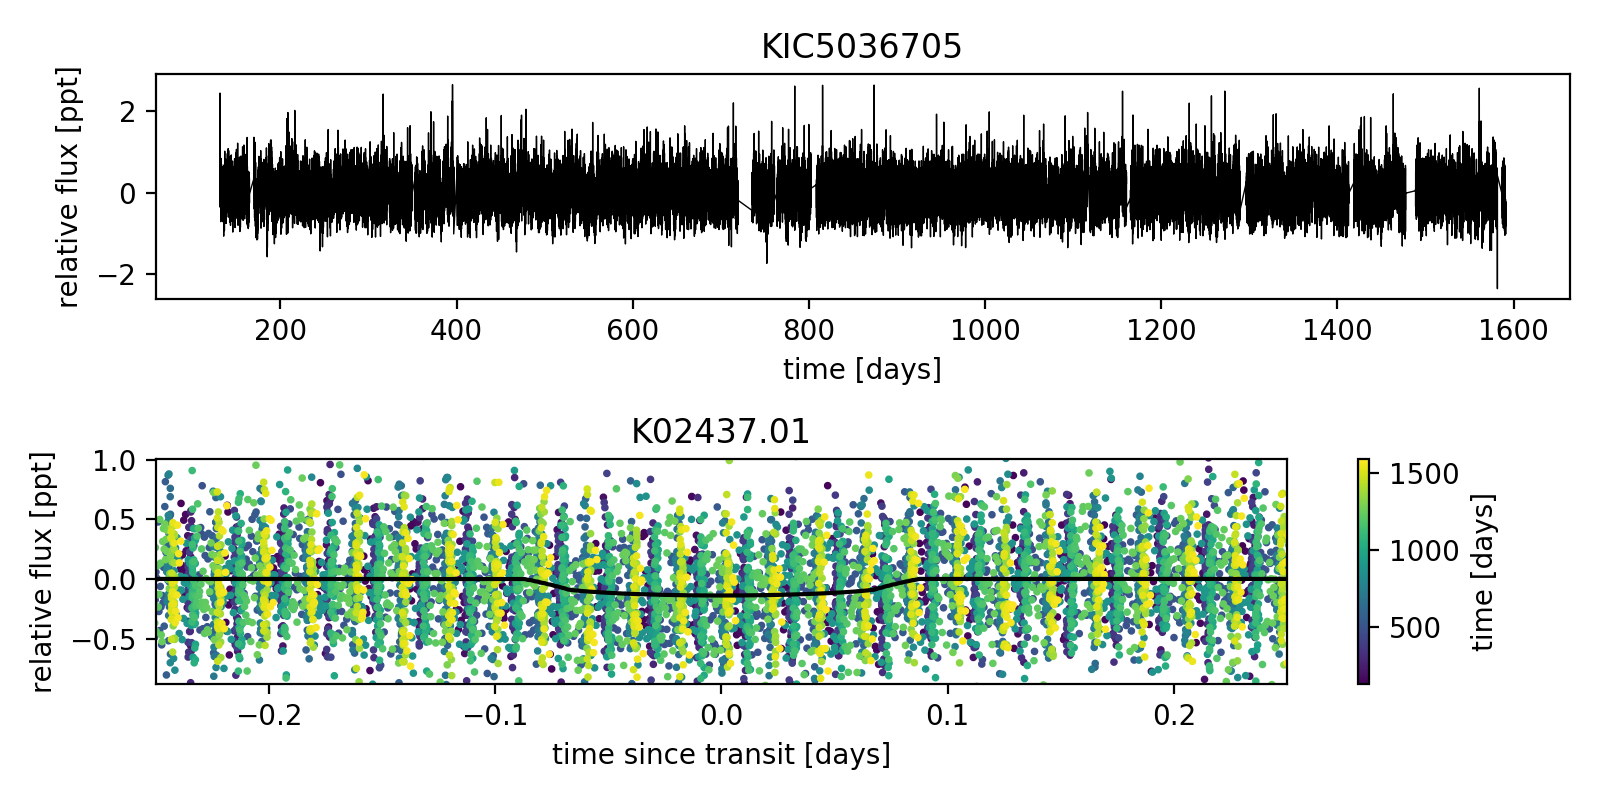 KIC5036705
relative flux [ppt]
2
0
−2
200 400 600 800 1000 1200 1400 1600
time [days]
K02437.01
relative flux [ppt]
1.0
0.5
0.0
−0.5
−0.2 −0.1 0.0 0.1 0.2
time since transit [days]
1500
1000
500
time [days]